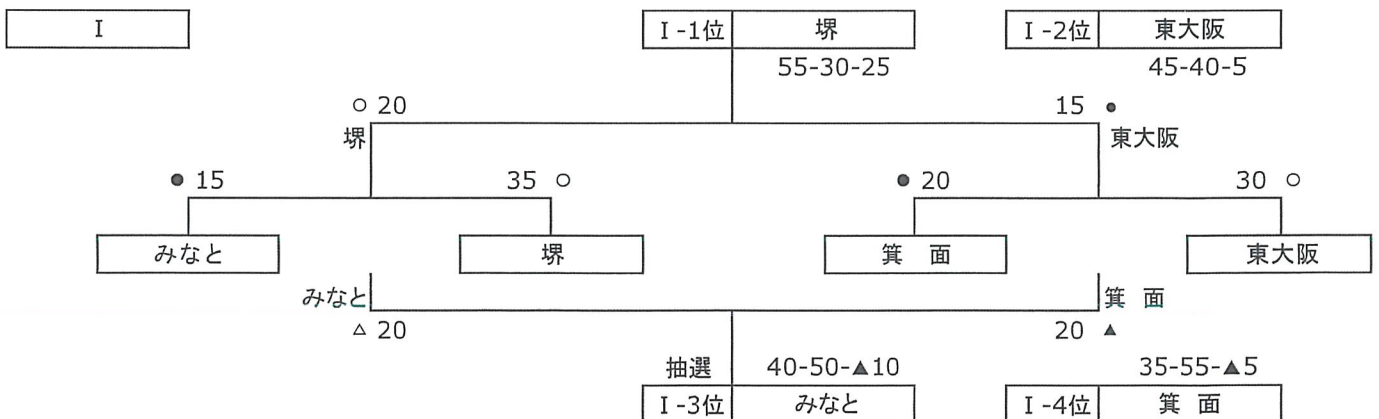 I
I-1位 堺 I-2位 東大阪
55-30-25 45-40-5
○ 20 15 ●
堺 東大阪
● 15 35 ○ ● 20 30 ○
みなと 堺 箕 面 東大阪
みなと 箕 面
△ 20 20 ▲
抽選 40-50-▲10 35-55-▲5
I-3位 みなと I-4位 箕 面